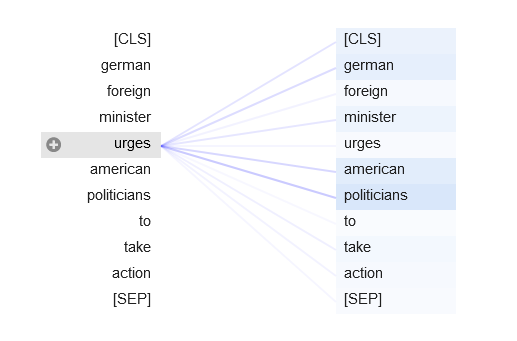 [CLS] [CLS]
german german
foreign foreign
minister minister
urges urges
american american
politicians politicians
to to
take take
action action
[SEP] [SEP]